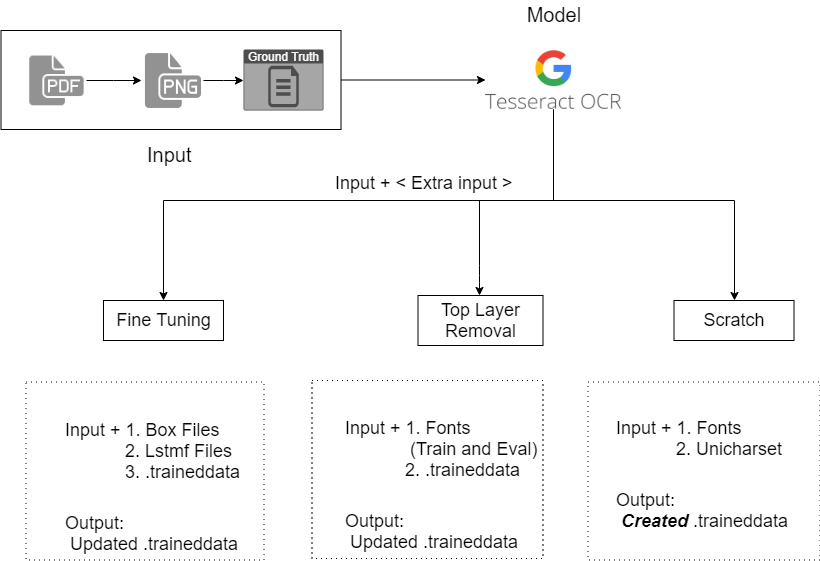 Model
PDF
PNG
Ground Truth
Tesseract OCR
Input
Input + < Extra input >
Fine Tuning
Top Layer
Removal
Scratch
Input + 1. Box Files
2. Lstmf Files
3. .traineddata
Output:
Updated .traineddata
Input + 1. Fonts
(Train and Eval)
2. .traineddata
Output:
Updated .traineddata
Input + 1. Fonts
2. Unicharset
Output:
Created .traineddata